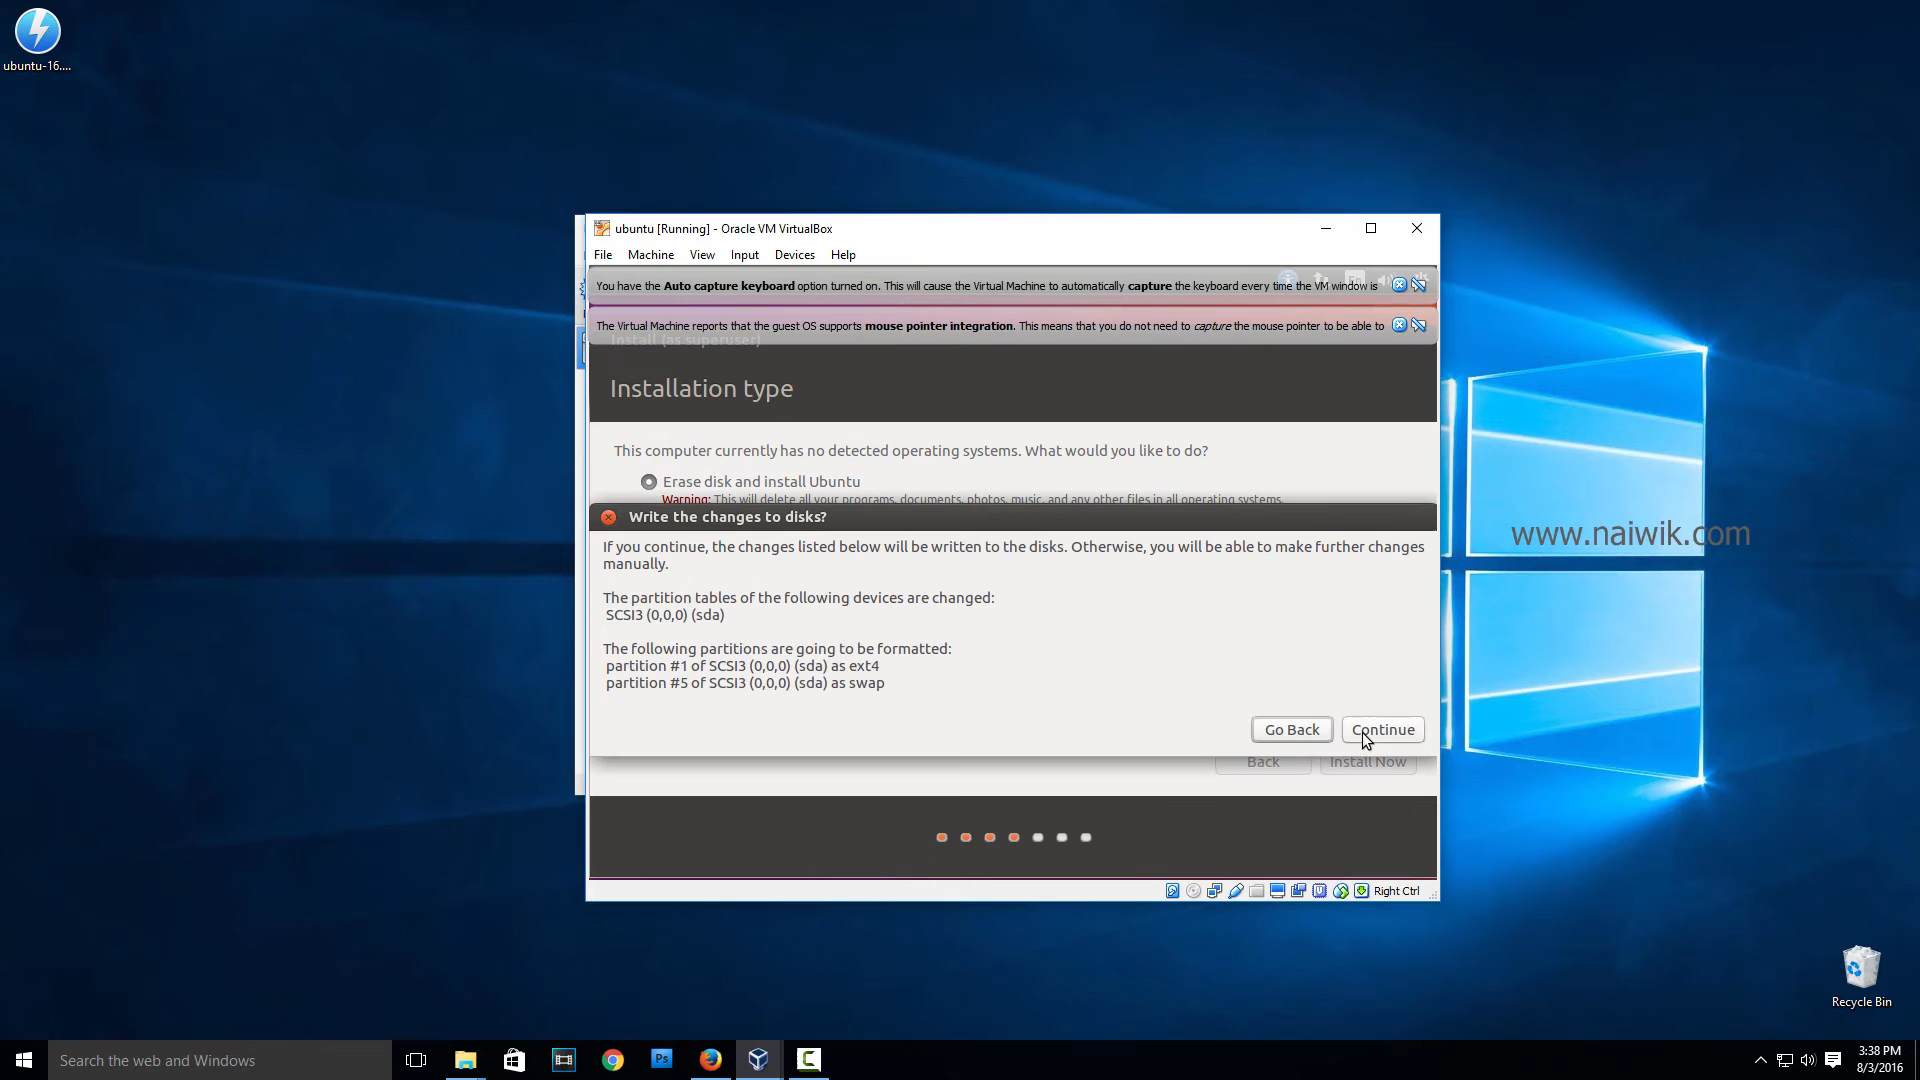 ubuntu-16....
ubuntu [Running] - Oracle VM VirtualBox
File Machine View Input Devices Help
You have the Auto capture keyboard option turned on. This will cause the Virtual Machine to automatically capture the keyboard every time the VM window is
The Virtual Machine reports that the guest OS supports mouse pointer integration. This means that you do not need to capture the mouse pointer to be able to
Install (as superuser)
Installation type
This computer currently has no detected operating systems. What would you like to do?
Erase disk and install Ubuntu
Warning: This will delete all your programs, documents, photos, music, and any other files in all operating systems.
Write the changes to disks?
If you continue, the changes listed below will be written to the disks. Otherwise, you will be able to make further changes
manually.
The partition tables of the following devices are changed:
SCSI3 (0,0,0) (sda)
The following partitions are going to be formatted:
partition #1 of SCSI3 (0,0,0) (sda) as ext4
partition #5 of SCSI3 (0,0,0) (sda) as swap
Go Back Continue
Back Install Now
Right Ctrl
www.naiwik.com
Recycle Bin
Search the web and Windows
Ps
3:38 PM
8/3/2016